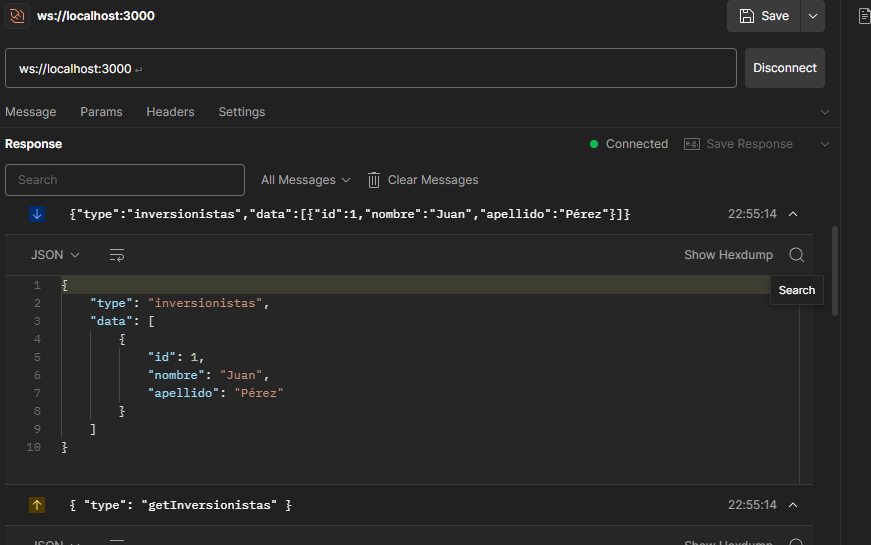 ws://localhost:3000
Save
ws://localhost:3000 ↵
Disconnect
Message Params Headers Settings
Response
Connected
e.g. Save Response
Search
All Messages
Clear Messages
{"type":"inversionistas","data":[{"id":1,"nombre":"Juan","apellido":"Pérez"}]}
22:55:14
JSON
Show Hexdump
Search
1 {
2 "type": "inversionistas",
3 "data": [
4 {
5 "id": 1,
6 "nombre": "Juan",
7 "apellido": "Pérez"
8 }
9 ]
10 }
{ "type": "getInversionistas" }
22:55:14
JSON
Show Hexdump